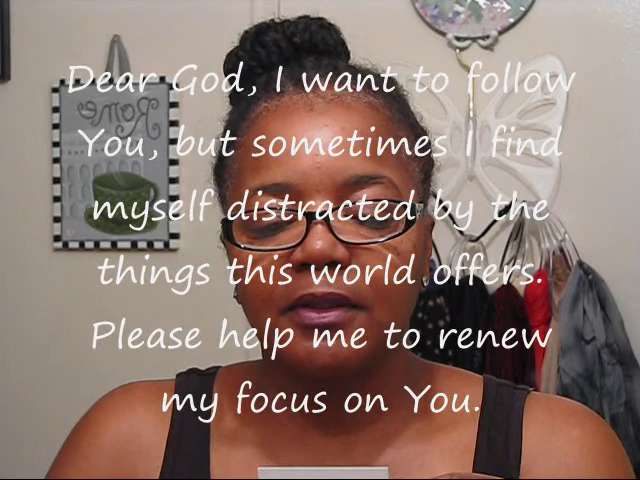 Dear God, I want to follow
You, but sometimes I find
myself distracted by the
things this world offers.
Please help me to renew
my focus on You.
Rome